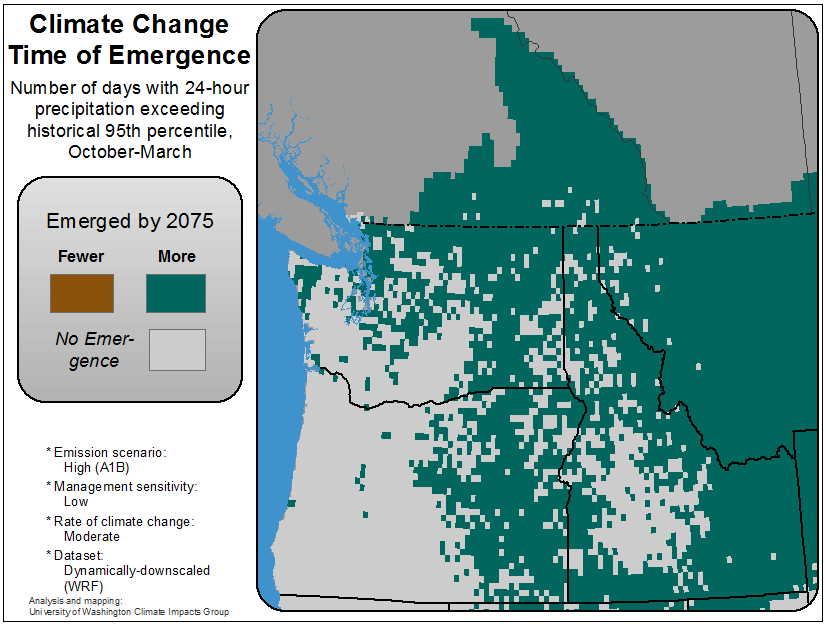 Climate Change
Time of Emergence
Number of days with 24-hour
precipitation exceeding
historical 95th percentile,
October-March
Emerged by 2075
Fewer More
No Emer-
gence
* Emission scenario:
High (A1B)
* Management sensitivity:
Low
* Rate of climate change:
Moderate
* Dataset:
Dynamically-downscaled
(WRF)
Analysis and mapping:
University of Washington Climate Impacts Group